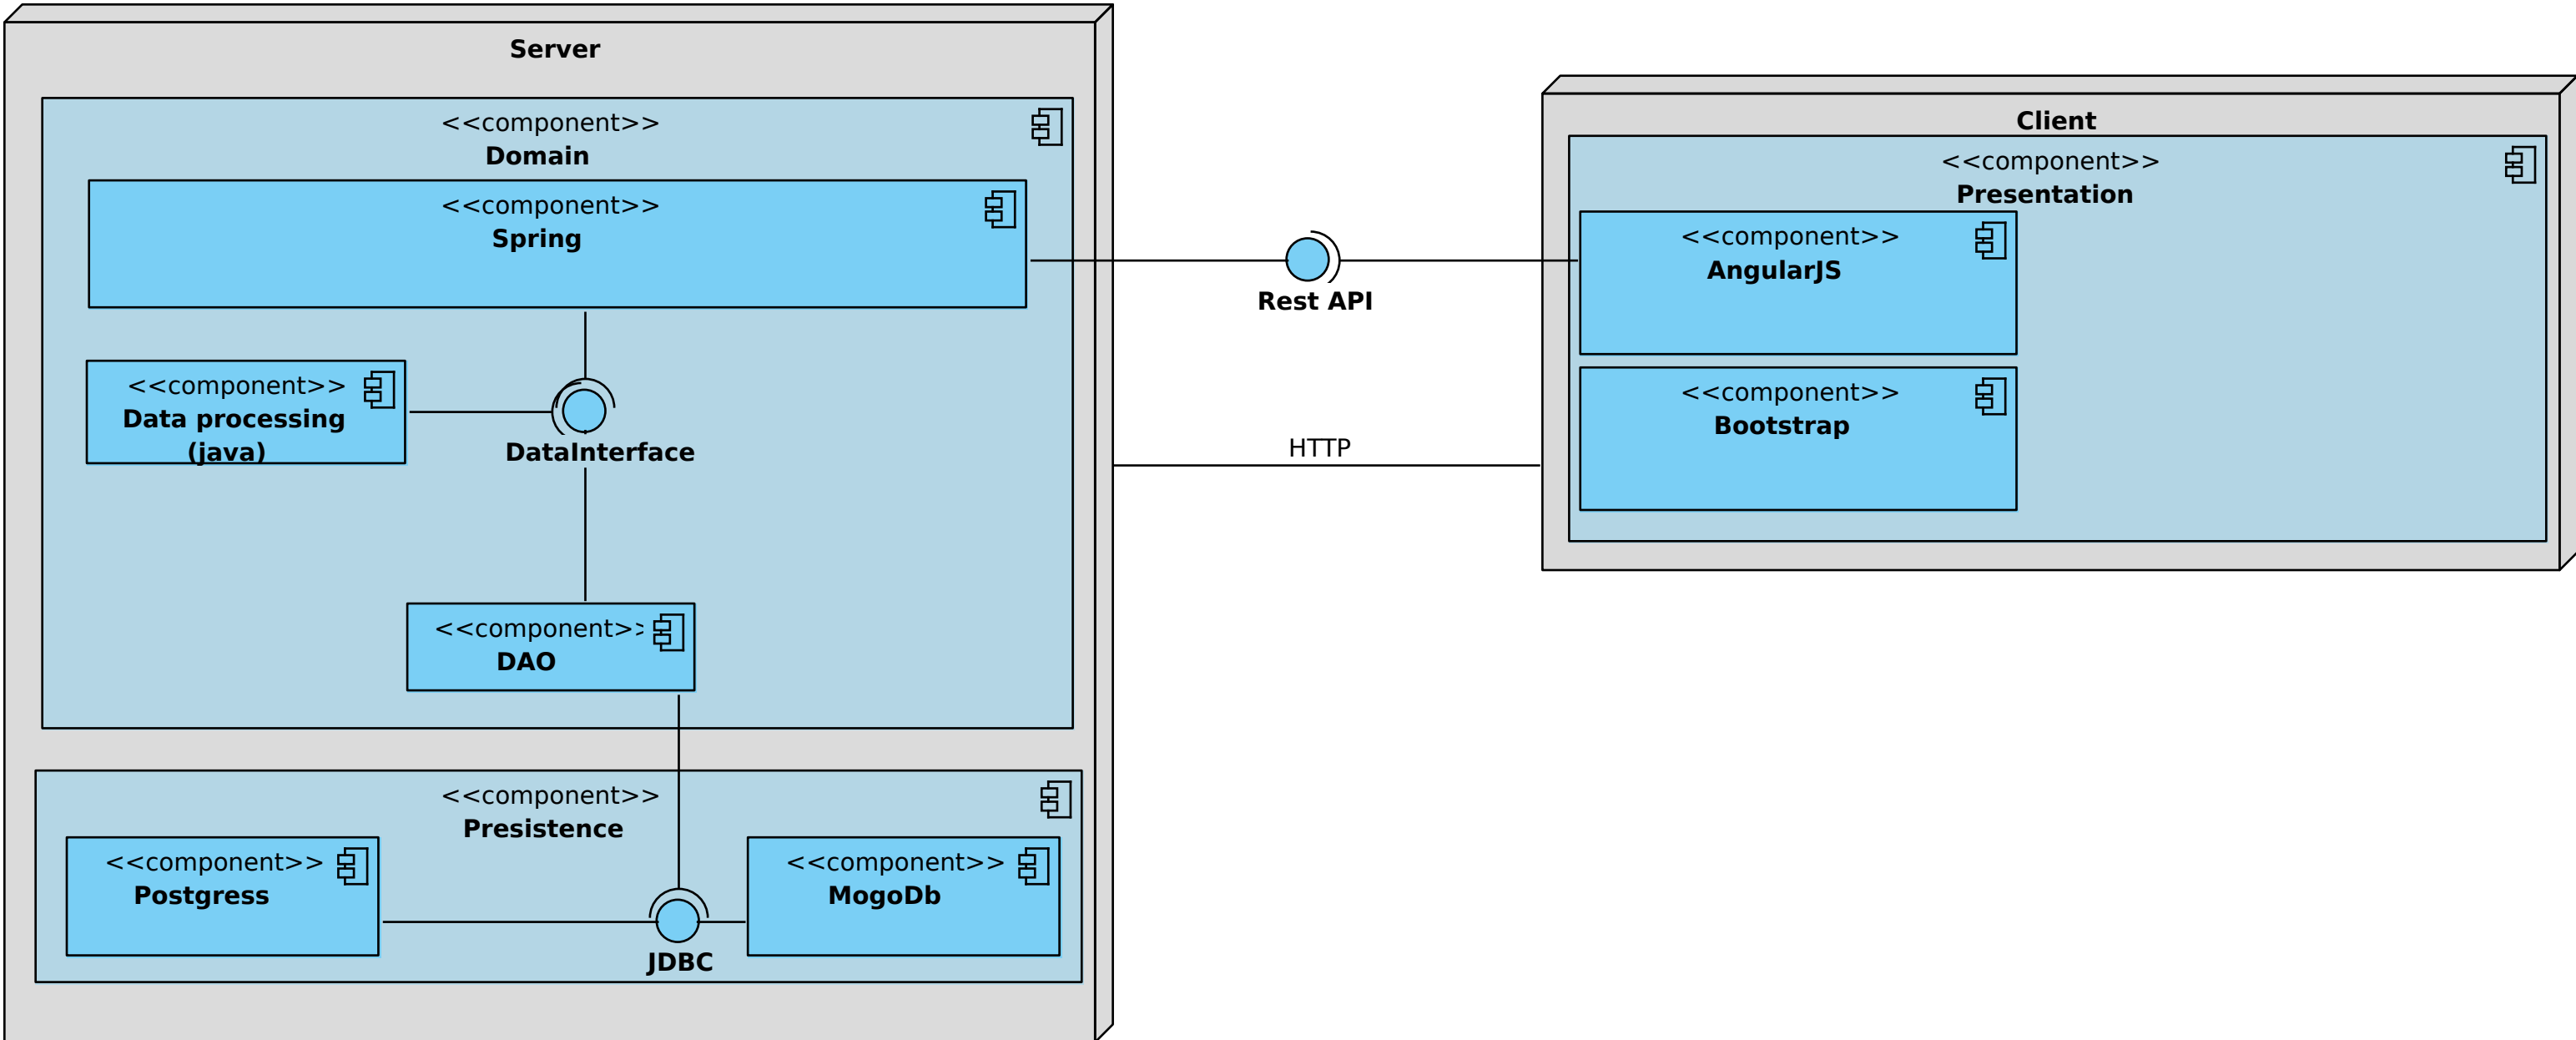 Server
<<component>>
Domain
<<component>>
Spring
<<component>>
Data processing
(java)
DataInterface
<<component>>
DAO
<<component>>
Presistence
<<component>>
Postgress
JDBC
<<component>>
MogoDb
Rest API
HTTP
Client
<<component>>
Presentation
<<component>>
AngularJS
<<component>>
Bootstrap